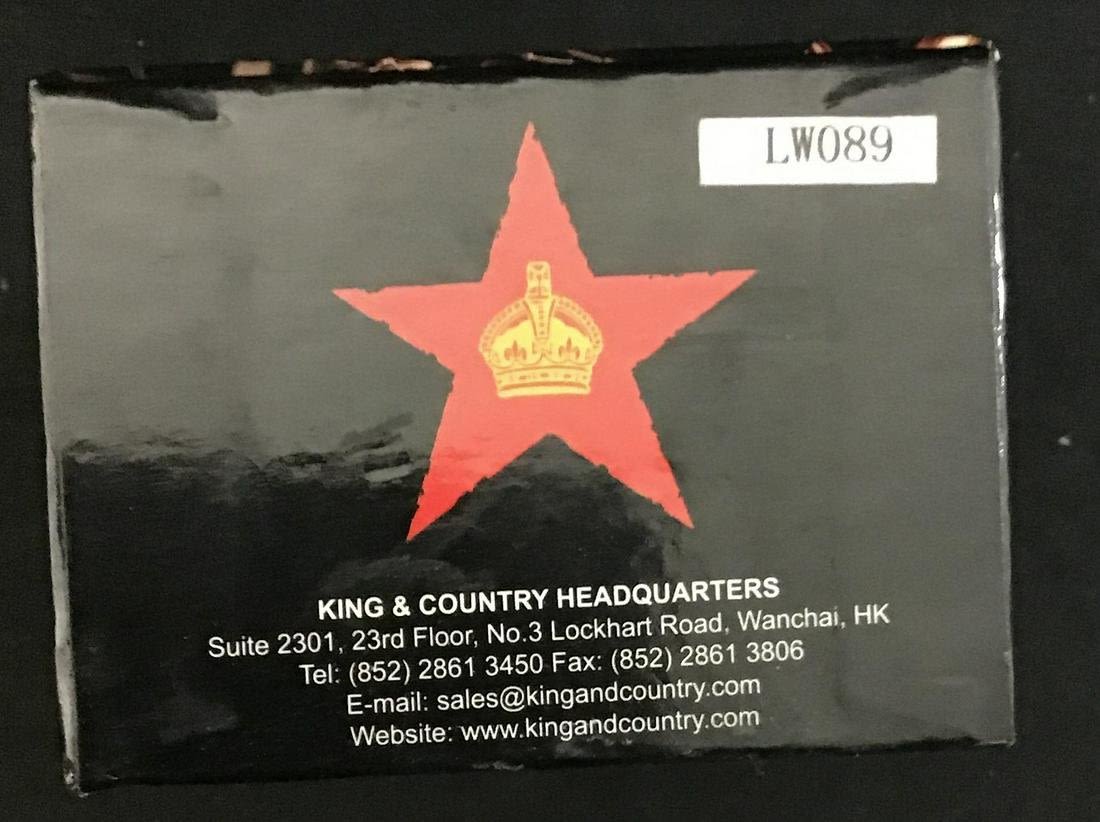 LW089
KING & COUNTRY HEADQUARTERS
Suite 2301, 23rd Floor, No.3 Lockhart Road, Wanchai, HK
Tel: (852) 2861 3450 Fax: (852) 2861 3806
E-mail: sales@kingandcountry.com
Website: www.kingandcountry.com